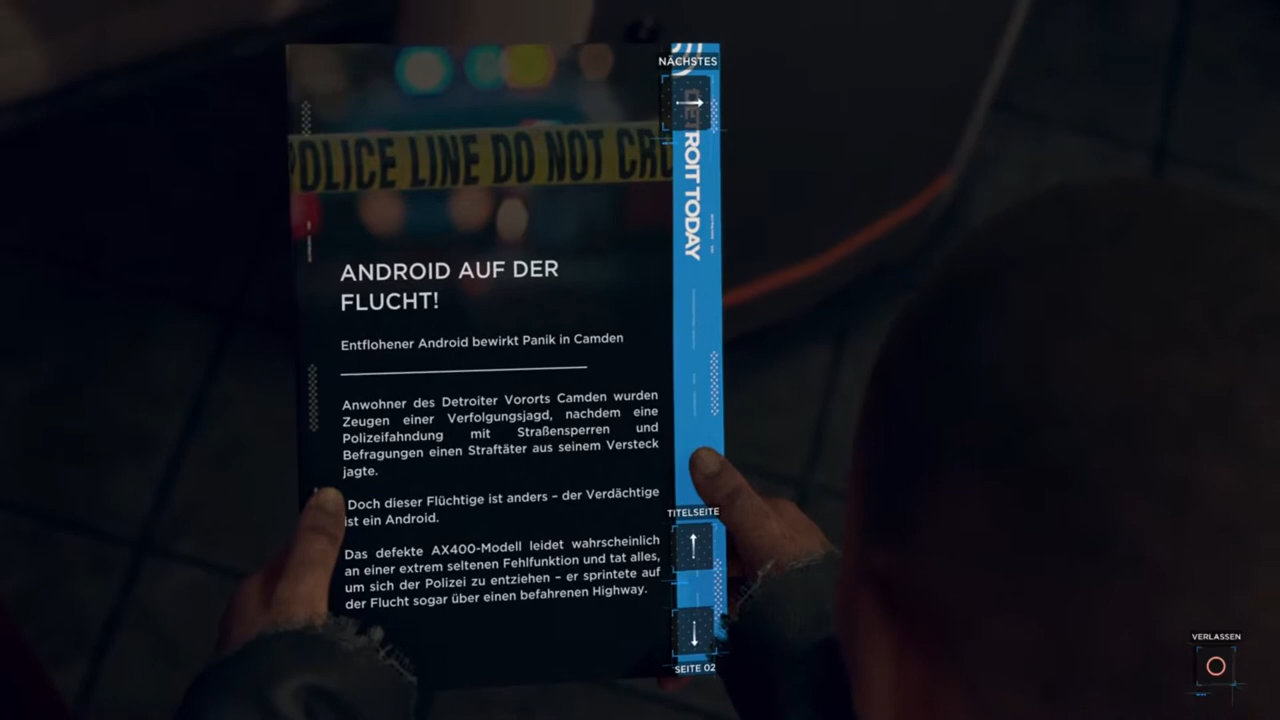 NÄCHSTES
DETROIT TODAY
POLICE LINE DO NOT CRO
ANDROID AUF DER
FLUCHT!
Entflohener Android bewirkt Panik in Camden
Anwohner des Detroiter Vororts Camden wurden
Zeugen einer Verfolgungsjagd, nachdem eine
Polizeifahndung mit Straßensperren und
Befragungen einen Straftäter aus seinem Versteck
jagte.
Doch dieser Flüchtige ist anders – der Verdächtige
ist ein Android.
Das defekte AX400-Modell leidet wahrscheinlich
an einer extrem seltenen Fehlfunktion und tat alles,
um sich der Polizei zu entziehen – er sprintete auf
der Flucht sogar über einen befahrenen Highway.
TITELSEITE
SEITE 02
VERLASSEN